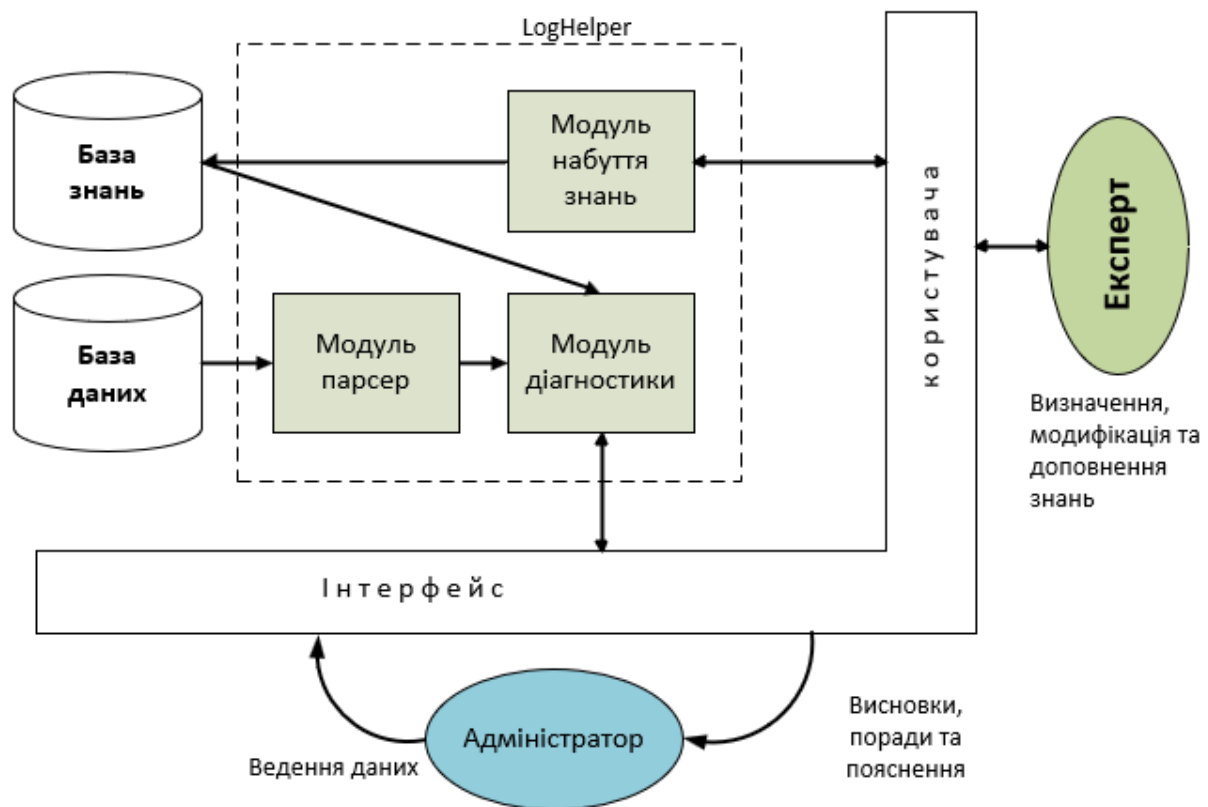 LogHelper
База
знань
Модуль
набуття
знань
База
даних
Модуль
парсер
Модуль
діагностики
користувача
Експерт
Визначення,
модифікація та
доповнення
знань
Інтерфейс
Адміністратор
Ведення даних
Висновки,
поради та
пояснення